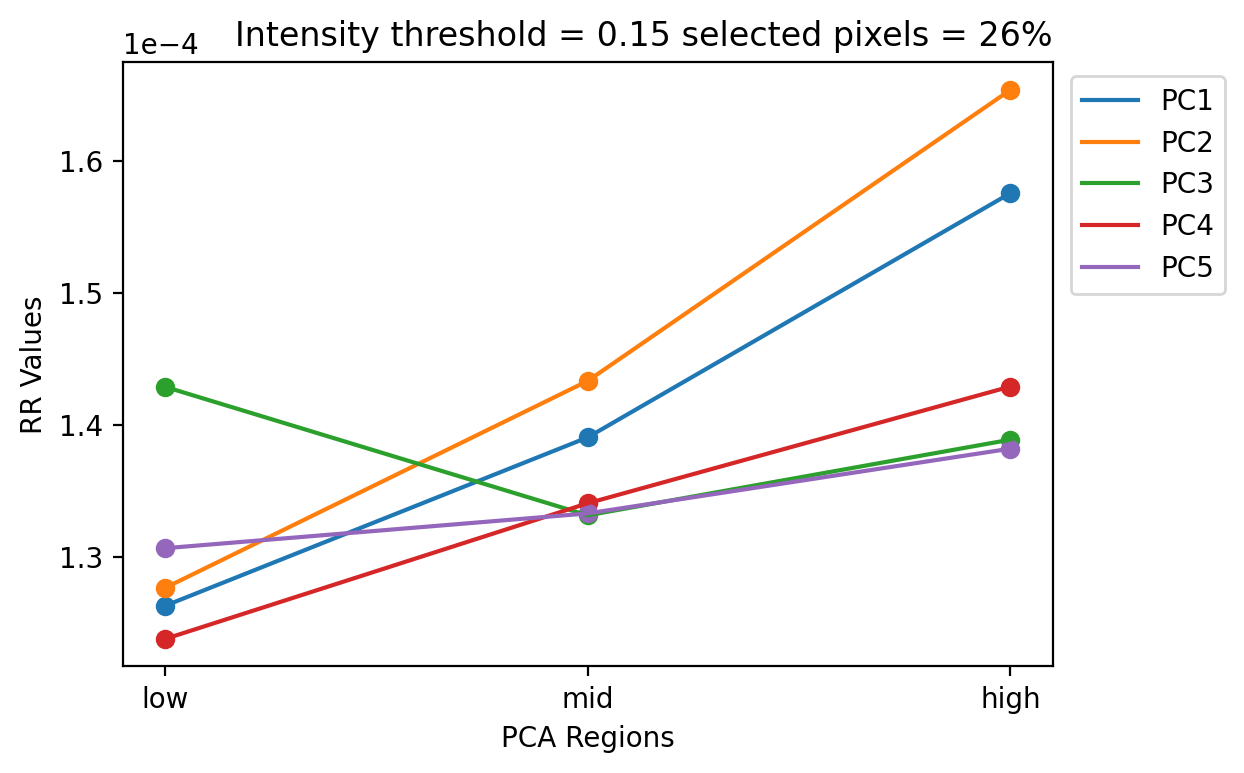 1e−4
Intensity threshold = 0.15 selected pixels = 26%
1.6
1.5
1.4
1.3
RR Values
low
mid
high
PCA Regions
PC1
PC2
PC3
PC4
PC5